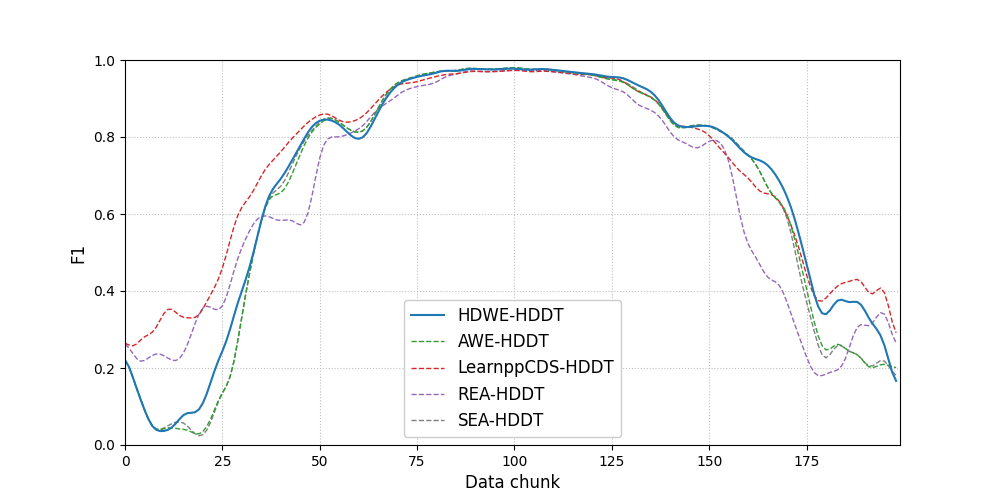 1.0
0.8
0.6
0.4
0.2
0.0
F1
HDWE-HDDT
AWE-HDDT
LearnppCDS-HDDT
REA-HDDT
SEA-HDDT
0 25 50 75 100 125 150 175
Data chunk